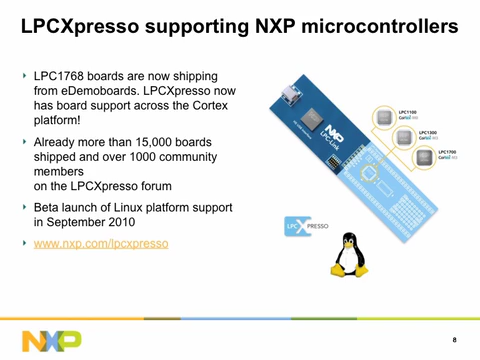 LPCXpresso supporting NXP microcontrollers
LPC1768 boards are now shipping
from eDemoboards. LPCXpresso now
has board support across the Cortex
platform!
Already more than 15,000 boards
shipped and over 1000 community
members
on the LPCXpresso forum
Beta launch of Linux platform support
in September 2010
www.nxp.com/lpcxpresso
NXP
LPC-Link
LPC1100
LPC1300
LPC1700
LPC XPRESSO
NXP
8